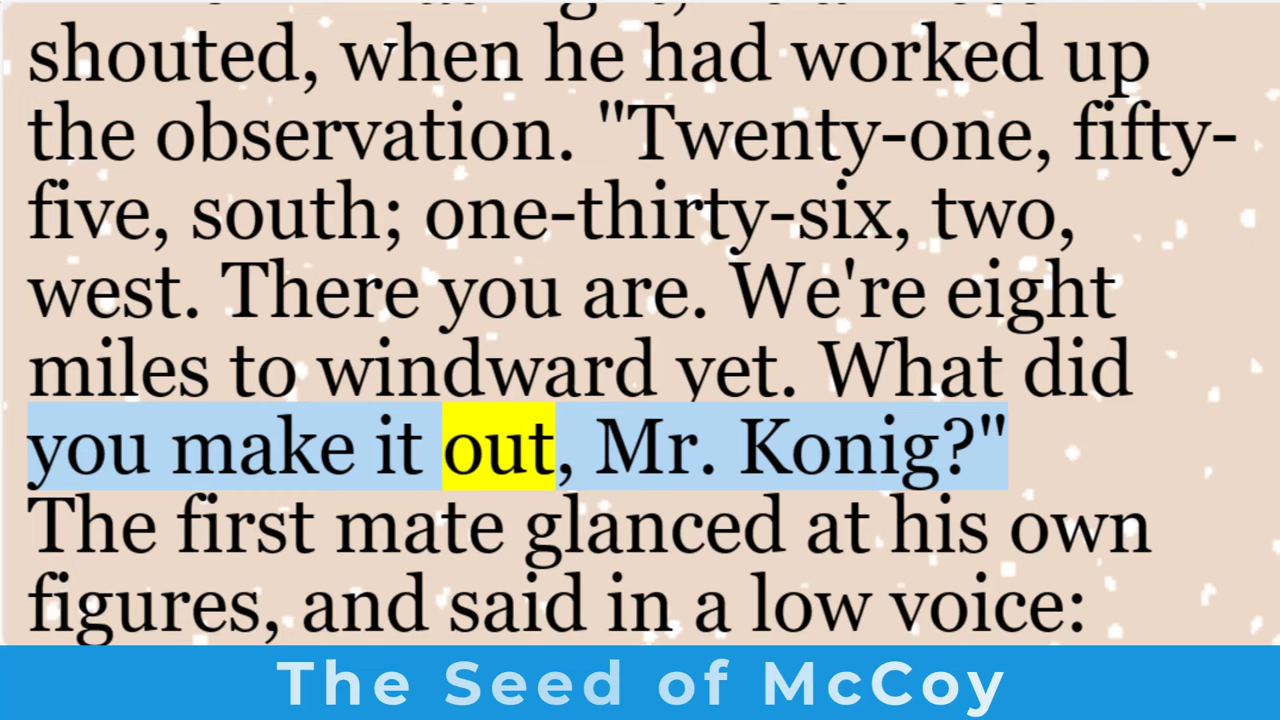 shouted, when he had worked up
the observation. "Twenty-one, fifty-
five, south; one-thirty-six, two,
west. There you are. We're eight
miles to windward yet. What did
you make it out, Mr. Konig?"
The first mate glanced at his own
figures, and said in a low voice:
The Seed of McCoy